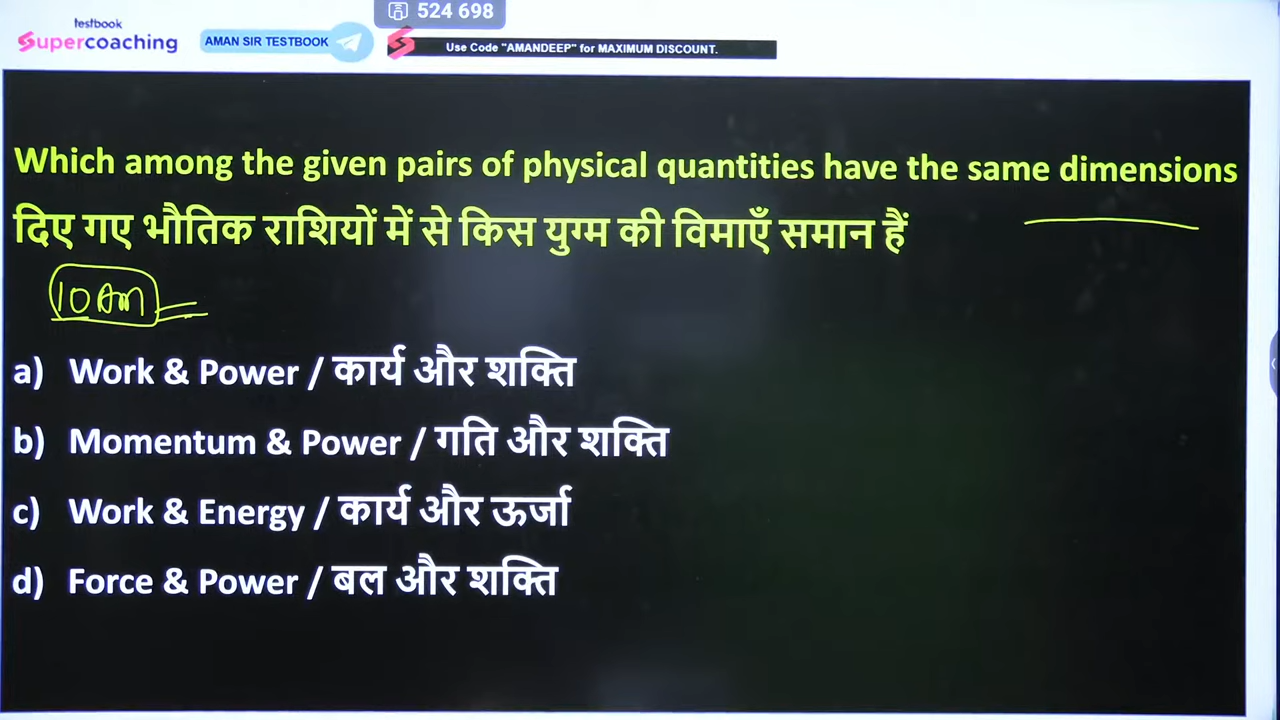 524 698
testbook
Supercoaching
AMAN SIR TESTBOOK
Use Code "AMANDEEP" for MAXIMUM DISCOUNT.
Which among the given pairs of physical quantities have the same dimensions
दिए गए भौतिक राशियों में से किस युग्म की विमाएँ समान हैं
10 Am
a) Work & Power / कार्य और शक्ति
b) Momentum & Power / गति और शक्ति
c) Work & Energy / कार्य और ऊर्जा
d) Force & Power / बल और शक्ति